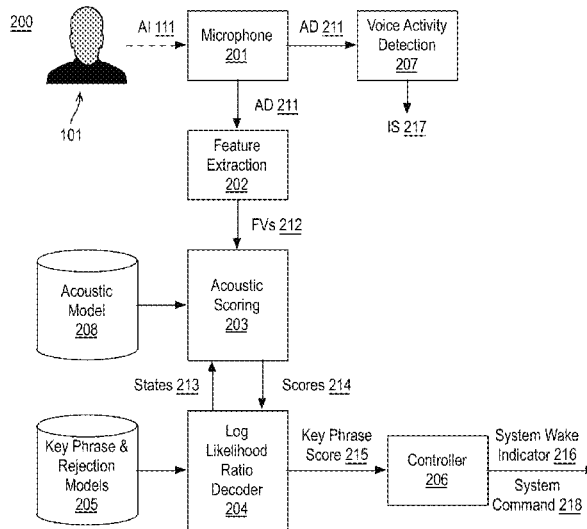 200
AI 111
Microphone
201
AD 211
Voice Activity
Detection
207
101
AD 211
IS 217
Feature
Extraction
202
FVs 212
Acoustic
Model
208
Acoustic
Scoring
203
States 213
Scores 214
Key Phrase &
Rejection
Models
205
Log
Likelihood
Ratio
Decoder
204
Key Phrase
Score 215
Controller
206
System Wake
Indicator 216
System
Command 218